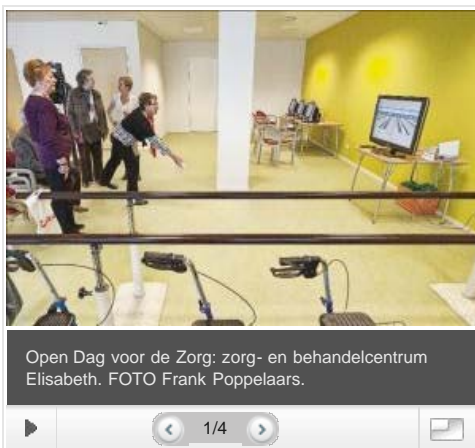 Open Dag voor de Zorg: zorg- en behandelcentrum
Elisabeth. FOTO Frank Poppelaars.
1/4